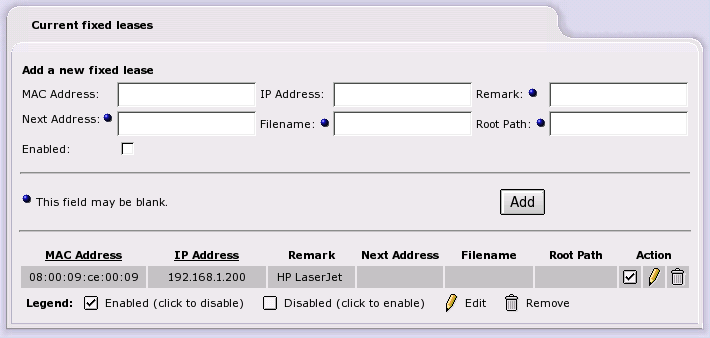 Current fixed leases
Add a new fixed lease
MAC Address: IP Address: Remark:
Next Address: Filename: Root Path:
Enabled:
This field may be blank. Add
MAC Address IP Address Remark Next Address Filename Root Path Action
08:00:09:ce:00:09 192.168.1.200 HP LaserJet
Legend: Enabled (click to disable) Disabled (click to enable) Edit Remove